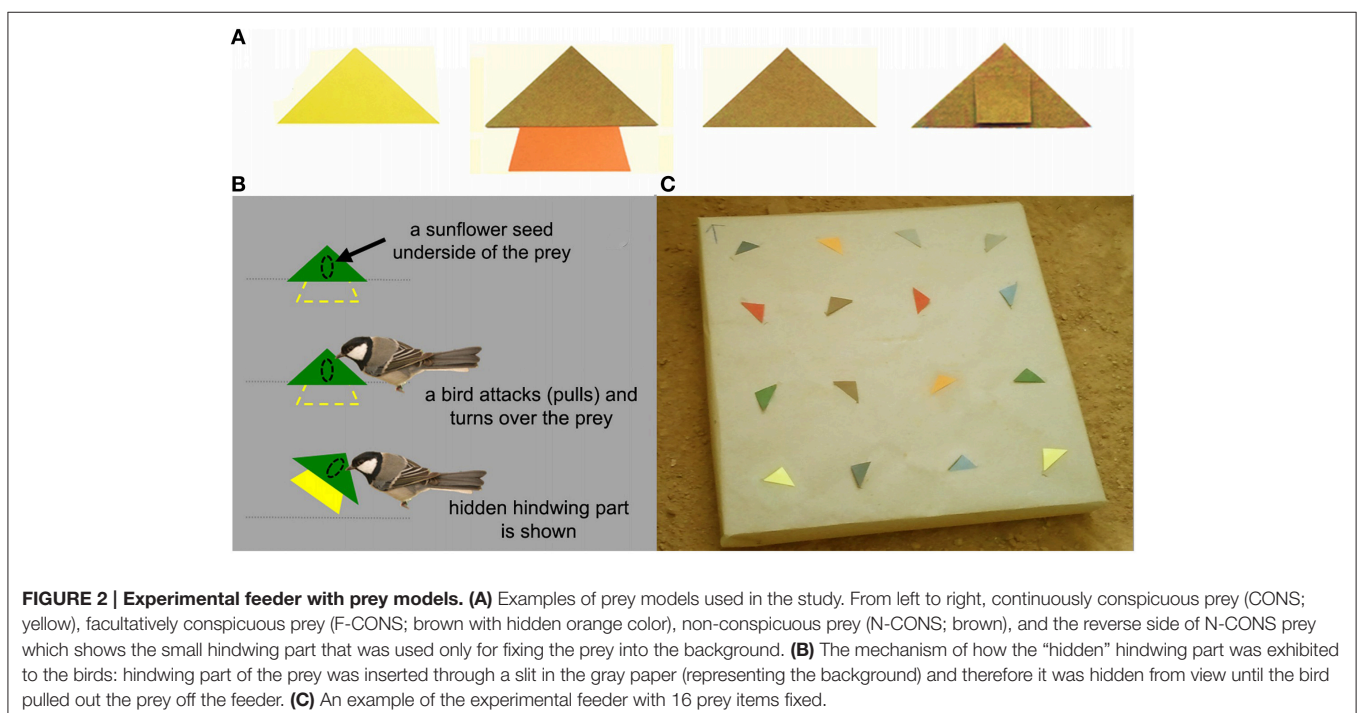 A
B
a sunflower seed
underside of the prey
a bird attacks (pulls) and
turns over the prey
hidden hindwing part
is shown
C
FIGURE 2 | Experimental feeder with prey models. (A) Examples of prey models used in the study. From left to right, continuously conspicuous prey (CONS;
yellow), facultatively conspicuous prey (F-CONS; brown with hidden orange color), non-conspicuous prey (N-CONS; brown), and the reverse side of N-CONS prey
which shows the small hindwing part that was used only for fixing the prey into the background. (B) The mechanism of how the “hidden” hindwing part was exhibited
to the birds: hindwing part of the prey was inserted through a slit in the gray paper (representing the background) and therefore it was hidden from view until the bird
pulled out the prey off the feeder. (C) An example of the experimental feeder with 16 prey items fixed.